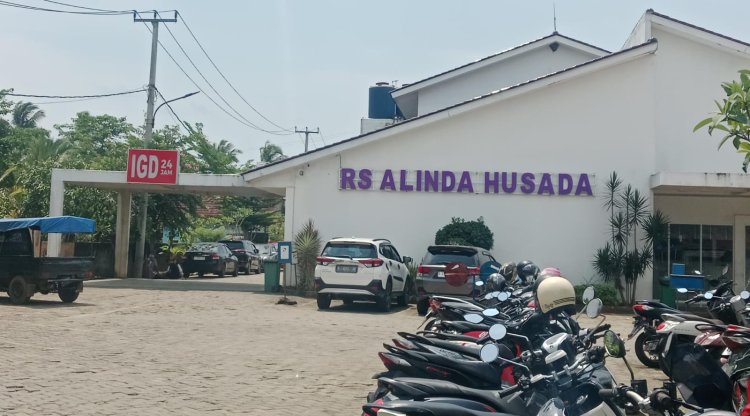 IGD 24 JAM
RS ALINDA HUSADA